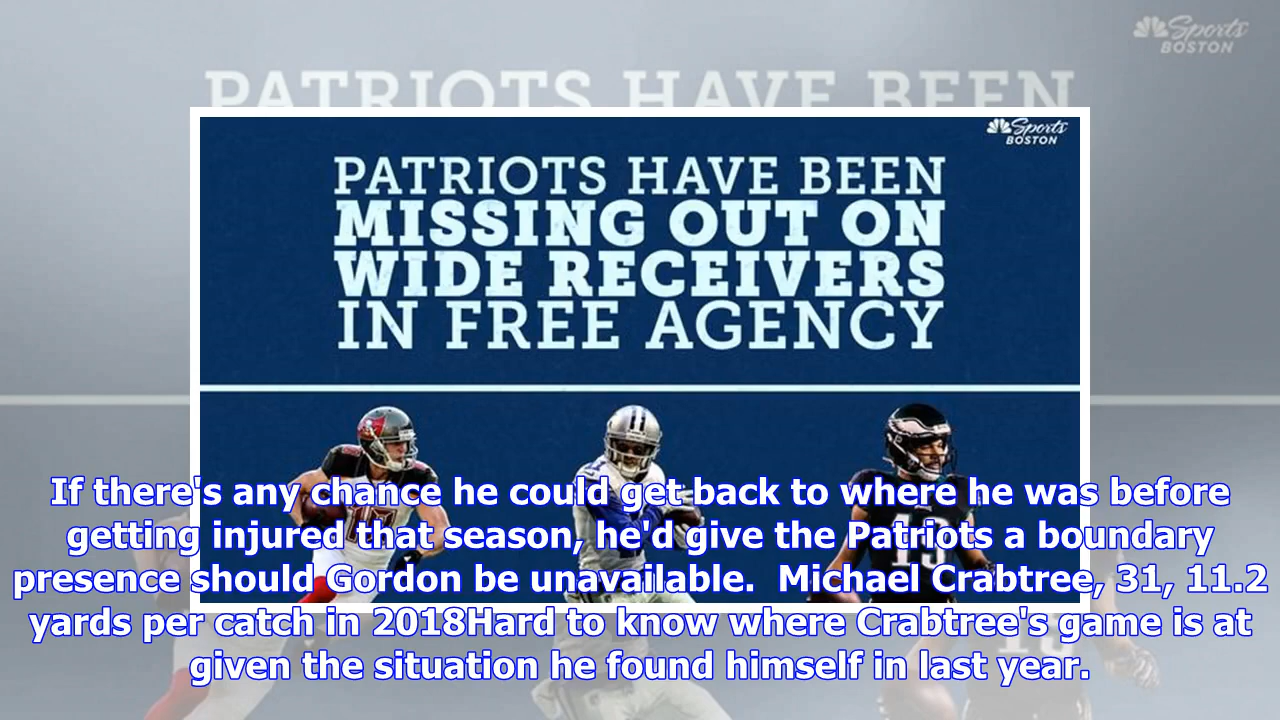 Sports
BOSTON
PATRIOTS HAVE BEEN
Sports
BOSTON
PATRIOTS HAVE BEEN
MISSING OUT ON
WIDE RECEIVERS
IN FREE AGENCY
If there's any chance he could get back to where he was before
getting injured that season, he'd give the Patriots a boundary
presence should Gordon be unavailable.  Michael Crabtree, 31, 11.2
yards per catch in 2018Hard to know where Crabtree's game is at
given the situation he found himself in last year.
13